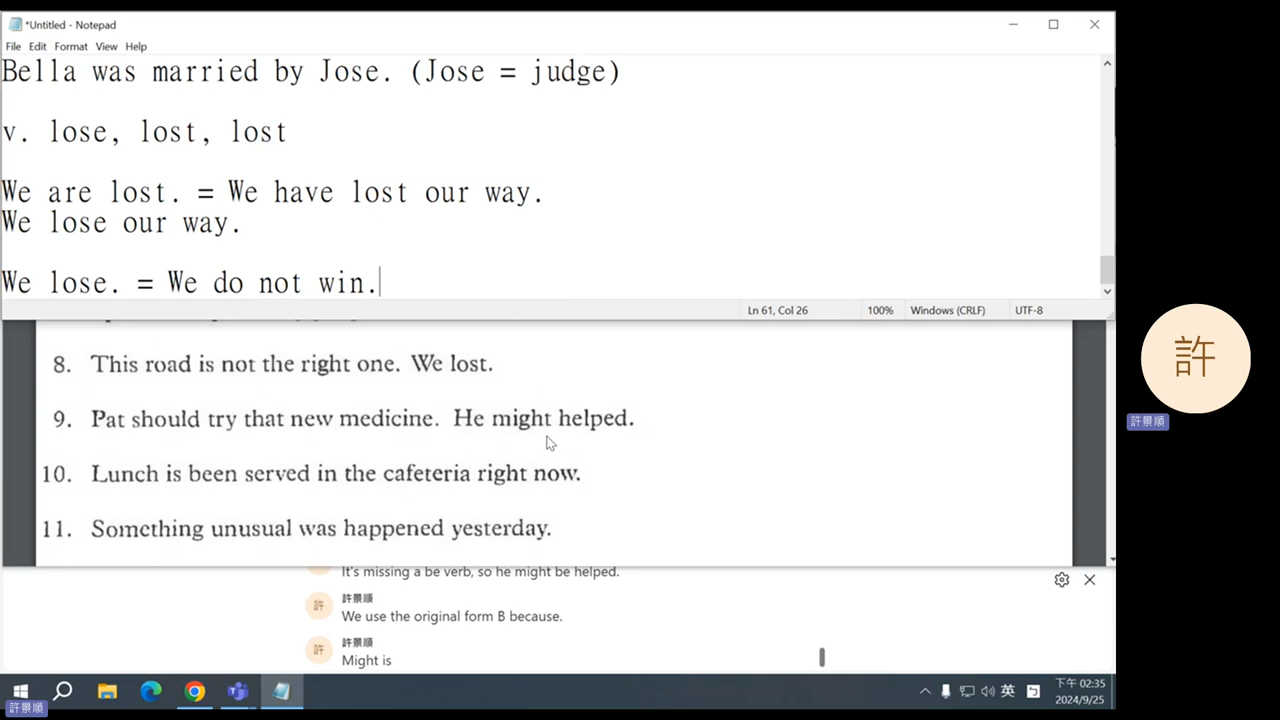 *Untitled - Notepad
File Edit Format View Help
Bella was married by Jose. (Jose = judge)
v. lose, lost, lost
We are lost. = We have lost our way.
We lose our way.
We lose. = We do not win.
Ln 61, Col 26 100% Windows (CRLF) UTF-8
8. This road is not the right one. We lost.
9. Pat should try that new medicine. He might helped.
10. Lunch is been served in the cafeteria right now.
11. Something unusual was happened yesterday.
It's missing a be verb, so he might be helped.
許景順
We use the original form B because.
許景順
Might is
許
許景順
英
下午 02:35
2024/9/25
許景順